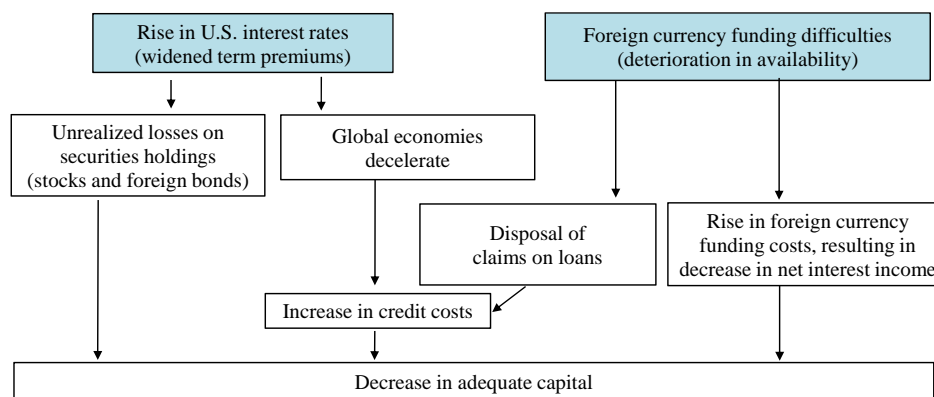 Rise in U.S. interest rates
(widened term premiums)
Foreign currency funding difficulties
(deterioration in availability)
Unrealized losses on
securities holdings
(stocks and foreign bonds)
Global economies
decelerate
Disposal of
claims on loans
Rise in foreign currency
funding costs, resulting in
decrease in net interest income
Increase in credit costs
Decrease in adequate capital